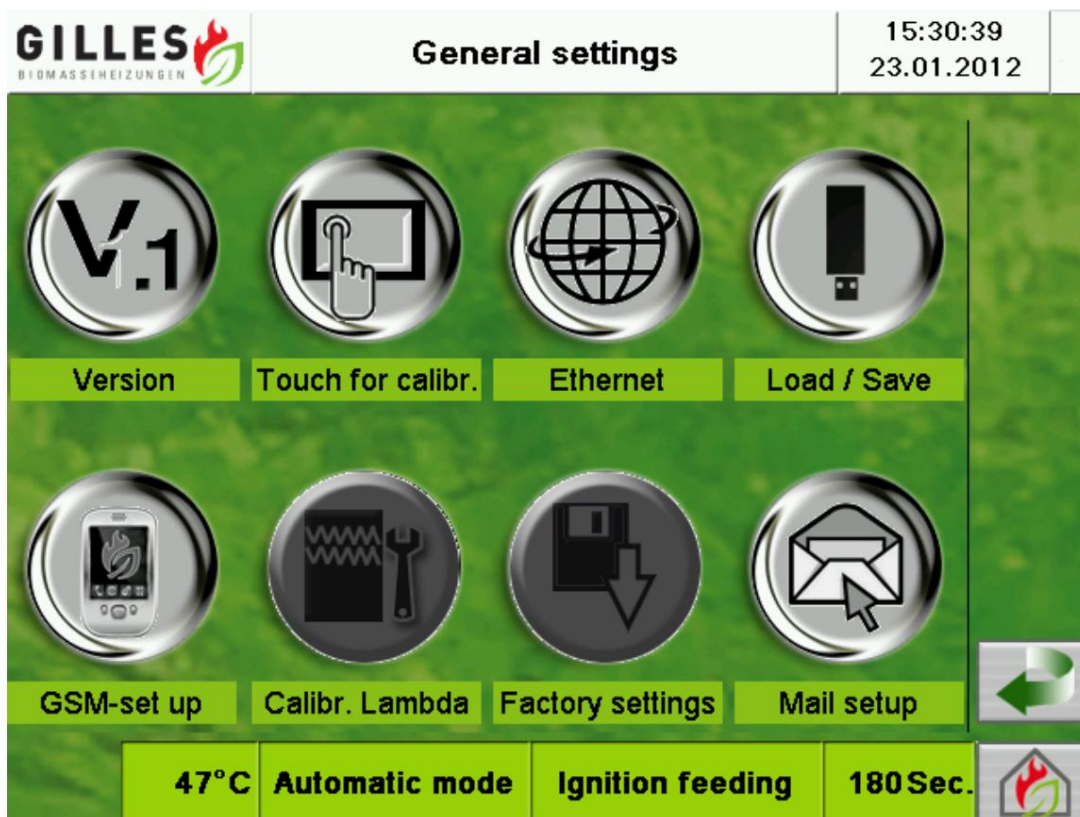 GILLES
BIOMASSEHEIZUNGEN
General settings
15:30:39
23.01.2012
V.1
Version
Touch for calibr.
Ethernet
Load / Save
GSM-set up
Calibr. Lambda
Factory settings
Mail setup
47°C
Automatic mode
Ignition feeding
180 Sec.